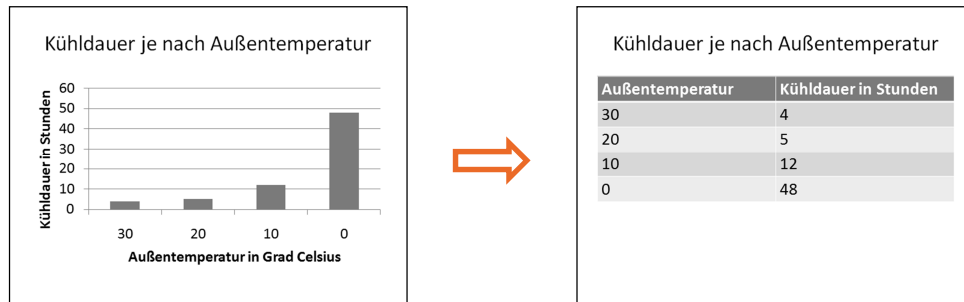 Kühldauer je nach Außentemperatur
60
50
40
30
20
10
0
Kühldauer in Stunden
30 20 10 0
Außentemperatur in Grad Celsius
Kühldauer je nach Außentemperatur
Außentemperatur Kühldauer in Stunden
30 4
20 5
10 12
0 48